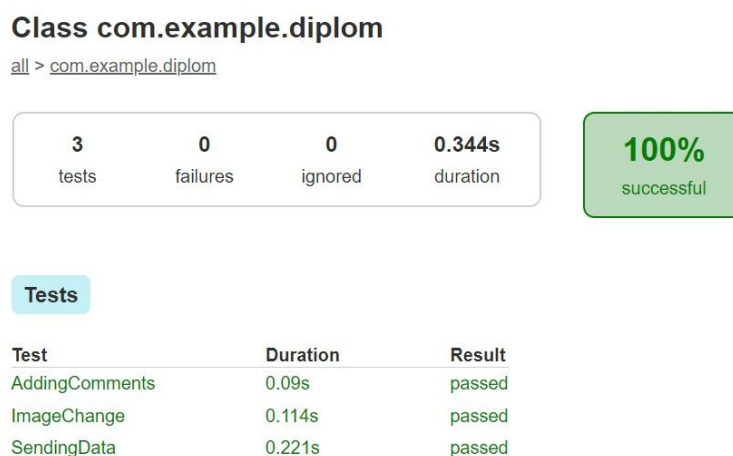 Class com.example.diplom
all > com.example.diplom
3 0 0 0.344s
tests failures ignored duration
100%
successful
Tests
Test Duration Result
AddingComments 0.09s passed
ImageChange 0.114s passed
SendingData 0.221s passed